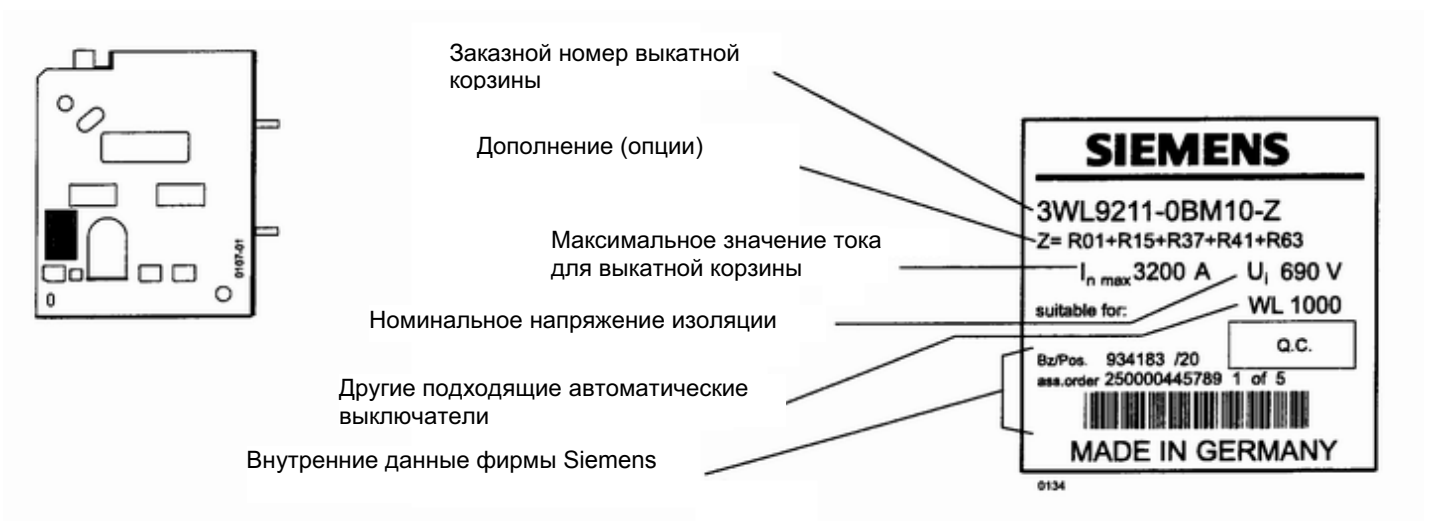 Заказной номер выкатной
корзины
Дополнение (опции)
Максимальное значение тока
для выкатной корзины
Номинальное напряжение изоляции
Другие подходящие автоматические
выключатели
Внутренние данные фирмы Siemens
0107-01
0
SIEMENS
3WL9211-0BM10-Z
Z= R01+R15+R37+R41+R63
In max 3200 A Ui 690 V
suitable for: WL 1000
Q.C.
Bz/Pos. 934183 /20
ass.order 250000445789 1 of 5
MADE IN GERMANY
0134